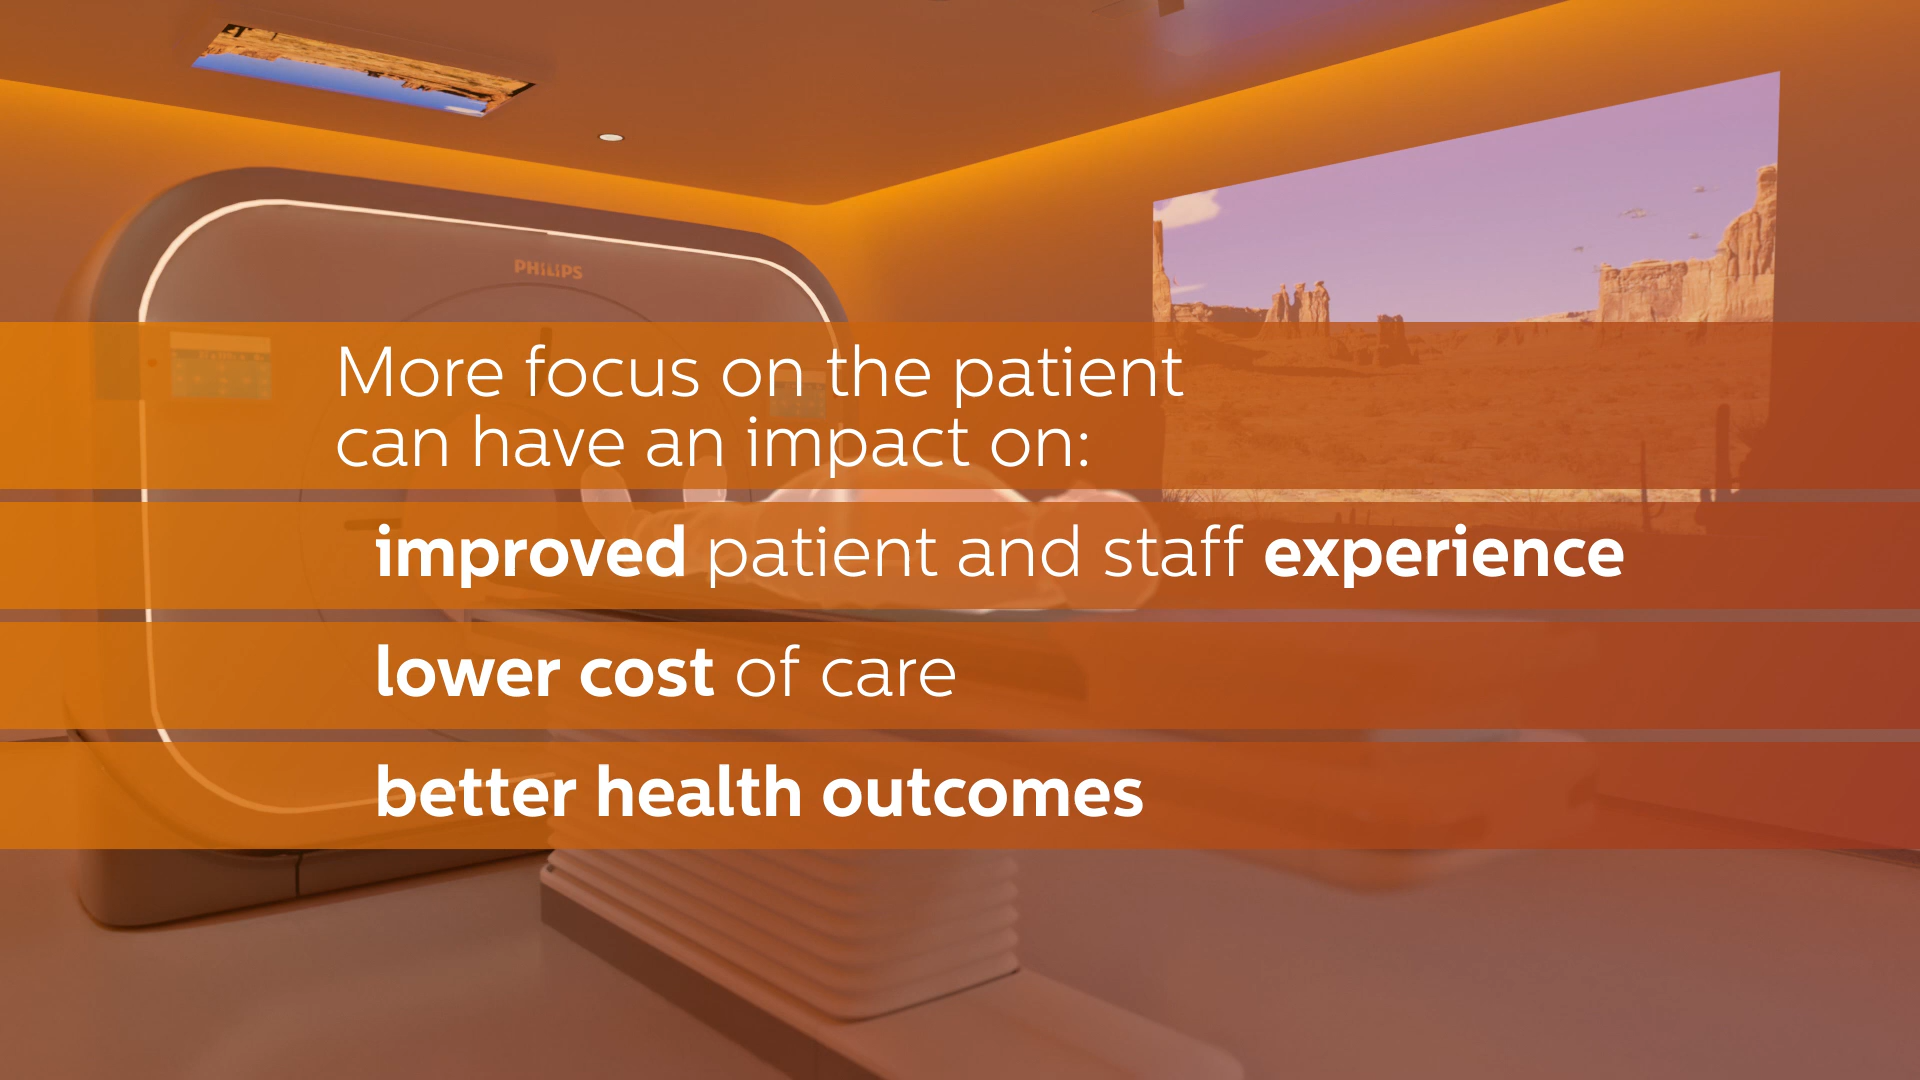 PHILIPS
More focus on the patient
can have an impact on:
improved patient and staff experience
lower cost of care
better health outcomes